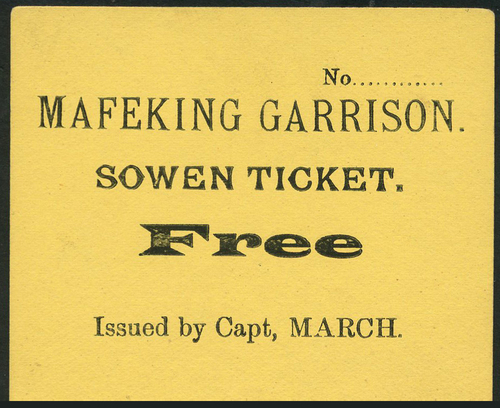 No............
MAFEKING GARRISON.
SOWEN TICKET.
Free
Issued by Capt, MARCH.